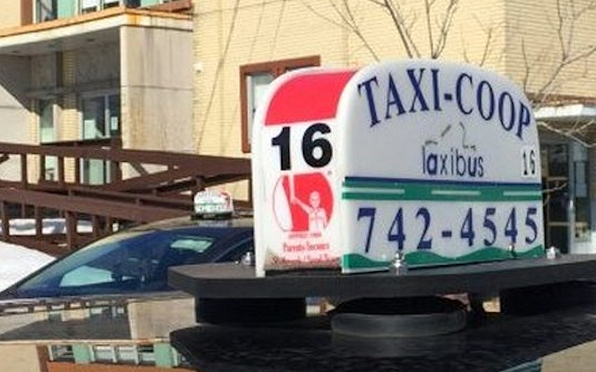 16
Parents-Secours
TAXI-COOP
Taxibus
16
742-4545